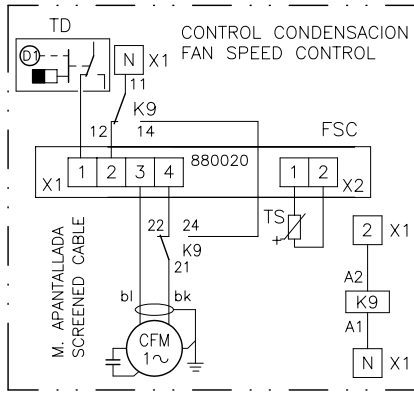 TD
CONTROL CONDENSACION
FAN SPEED CONTROL
D1
N X1
11
K9
12 14
FSC
880020
1 2 3 4
1 2
X1
X2
22 24
TS
K9
21
2 X1
M. APANTALLADA
SCREENED CABLE
bl bk
A2
K9
A1
CFM
1~
N X1